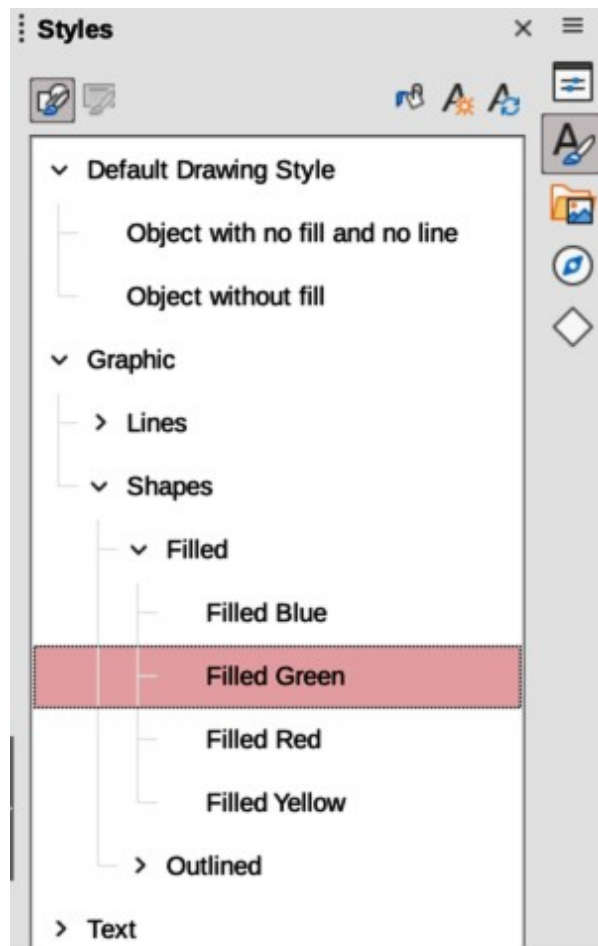 Styles
Default Drawing Style
Object with no fill and no line
Object without fill
Graphic
Lines
Shapes
Filled
Filled Blue
Filled Green
Filled Red
Filled Yellow
Outlined
Text